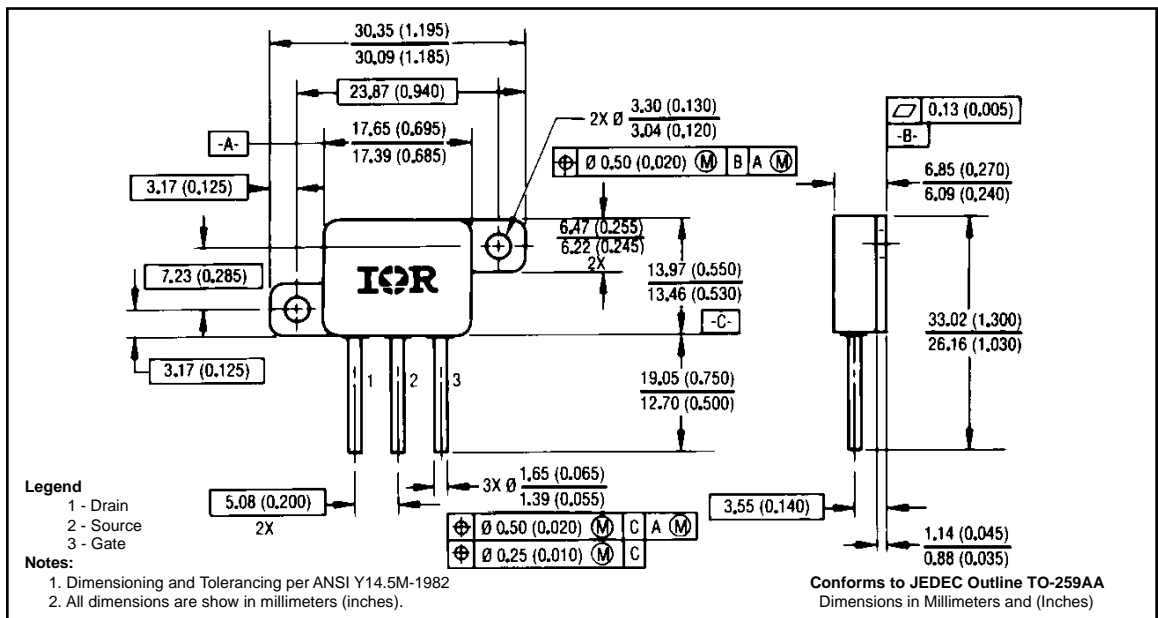 30.35 (1.195)
30.09 (1.185)
23.87 (0.940)
17.65 (0.695)
17.39 (0.685)
-A-
3.17 (0.125)
2X Ø 3.30 (0.130)
3.04 (0.120)
⌖ Ø 0.50 (0.020) Ⓜ B A Ⓜ
6.47 (0.255)
6.22 (0.245)
2X
7.23 (0.285)
IOR
13.97 (0.550)
13.46 (0.530)
-C-
3.17 (0.125)
1 2 3
19.05 (0.750)
12.70 (0.500)
5.08 (0.200)
2X
3X Ø 1.65 (0.065)
1.39 (0.055)
⌖ Ø 0.50 (0.020) Ⓜ C A Ⓜ
⌖ Ø 0.25 (0.010) Ⓜ C
⏥ 0.13 (0.005)
-B-
6.85 (0.270)
6.09 (0.240)
33.02 (1.300)
26.16 (1.030)
3.55 (0.140)
1.14 (0.045)
0.88 (0.035)
Legend
1 - Drain
2 - Source
3 - Gate
Notes:
1. Dimensioning and Tolerancing per ANSI Y14.5M-1982
2. All dimensions are show in millimeters (inches).
Conforms to JEDEC Outline TO-259AA
Dimensions in Millimeters and (Inches)